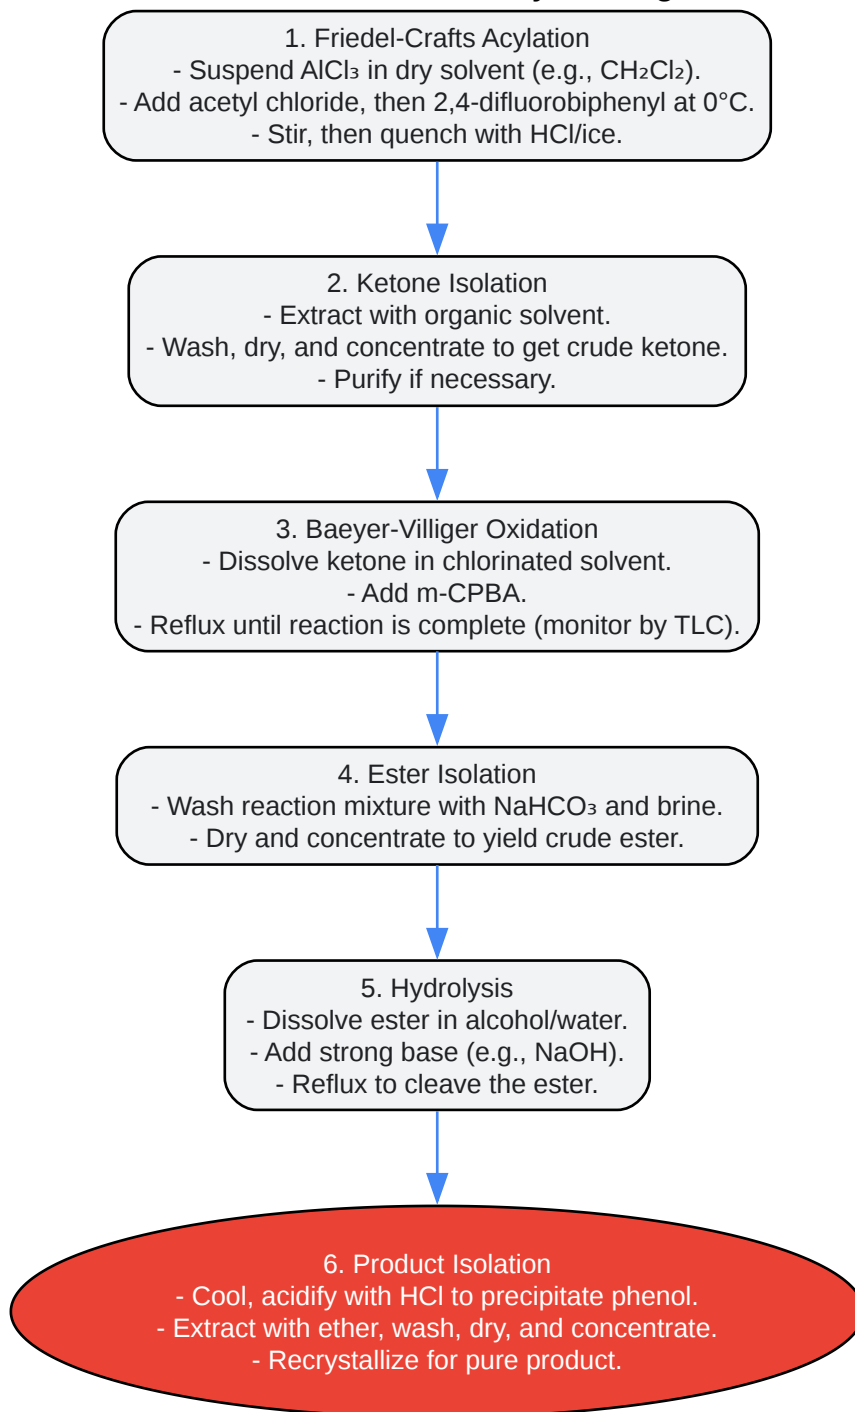 1. Friedel-Crafts Acylation
- Suspend AlCl₃ in dry solvent (e.g., CH₂Cl₂).
- Add acetyl chloride, then 2,4-difluorobiphenyl at 0°C.
- Stir, then quench with HCl/ice.
2. Ketone Isolation
- Extract with organic solvent.
- Wash, dry, and concentrate to get crude ketone.
- Purify if necessary.
3. Baeyer-Villiger Oxidation
- Dissolve ketone in chlorinated solvent.
- Add m-CPBA.
- Reflux until reaction is complete (monitor by TLC).
4. Ester Isolation
- Wash reaction mixture with NaHCO₃ and brine.
- Dry and concentrate to yield crude ester.
5. Hydrolysis
- Dissolve ester in alcohol/water.
- Add strong base (e.g., NaOH).
- Reflux to cleave the ester.
6. Product Isolation
- Cool, acidify with HCl to precipitate phenol.
- Extract with ether, wash, dry, and concentrate.
- Recrystallize for pure product.